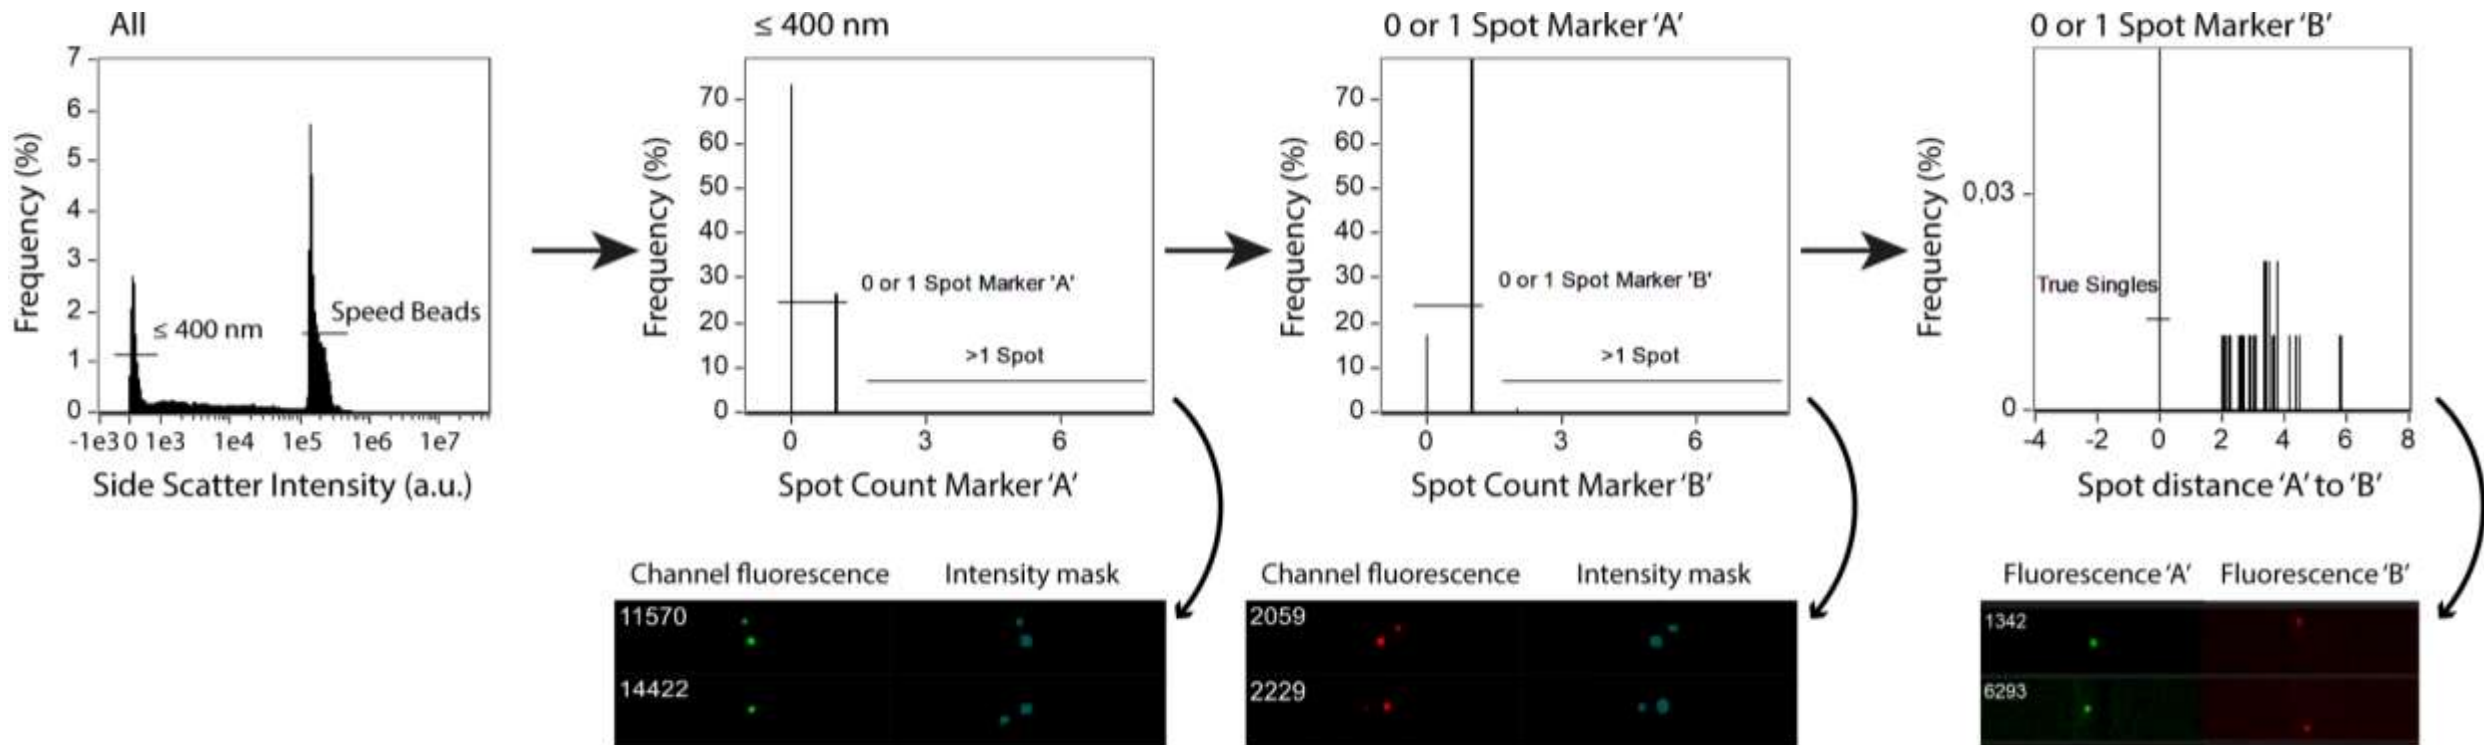 All
7
6
5
4
3
2
1
0
Frequency (%)
≤ 400 nm
Speed Beads
-1e3 0 1e3 1e4 1e5 1e6 1e7
Side Scatter Intensity (a.u.)
≤ 400 nm
70
60
50
40
30
20
10
0
Frequency (%)
0 or 1 Spot Marker 'A'
>1 Spot
0 3 6
Spot Count Marker 'A'
0 or 1 Spot Marker 'A'
70
60
50
40
30
20
10
0
Frequency (%)
0 or 1 Spot Marker 'B'
>1 Spot
0 3 6
Spot Count Marker 'B'
0 or 1 Spot Marker 'B'
0,03
0
Frequency (%)
True Singles
-4 -2 0 2 4 6 8
Spot distance 'A' to 'B'
Channel fluorescence Intensity mask
11570
14422
Channel fluorescence Intensity mask
2059
2229
Fluorescence 'A' Fluorescence 'B'
1342
6293